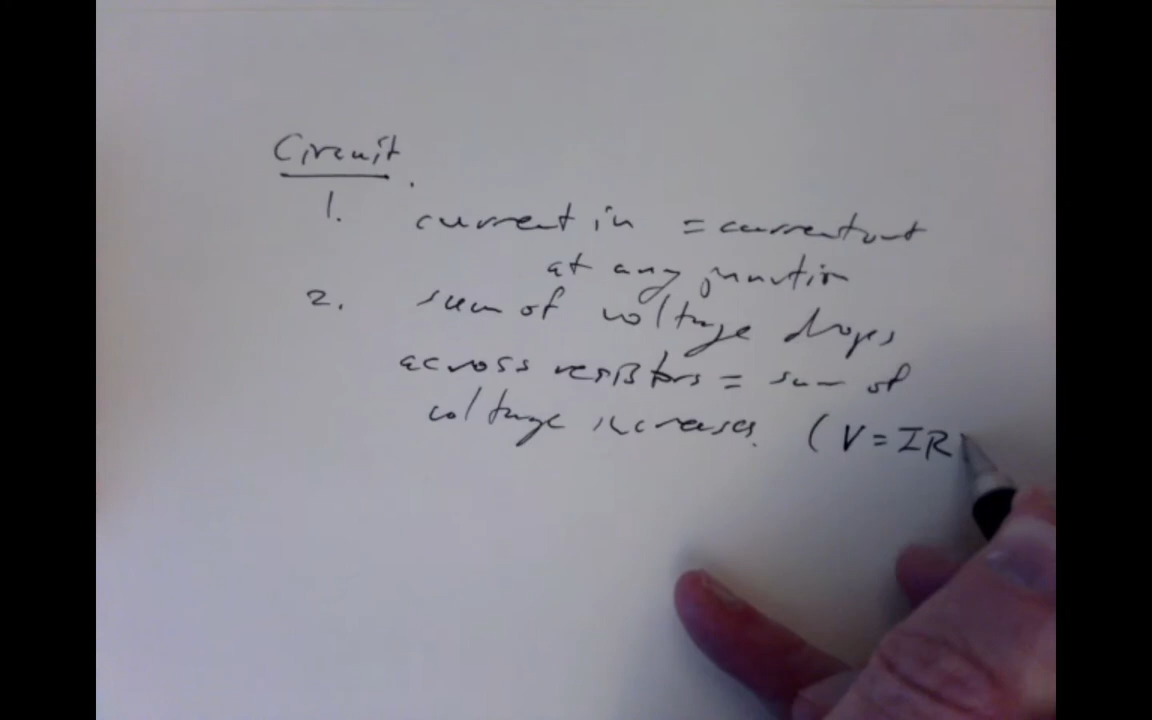 Circuit
1. current in = current out
at any junction
2. sum of voltage drops
across resistors = sum of
voltage increases. (V=IR)